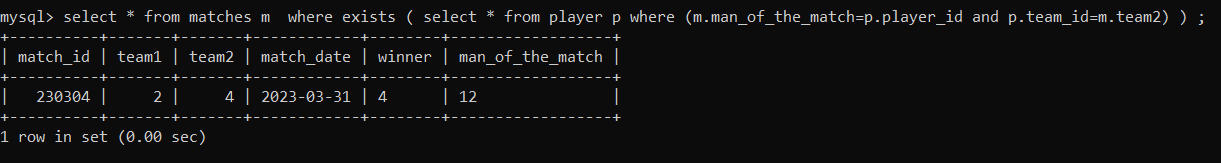 mysql> select * from matches m  where exists ( select * from player p where (m.man_of_the_match=p.player_id and p.team_id=m.team2) ) ;
+----------+-------+-------+------------+--------+------------------+
| match_id | team1 | team2 | match_date | winner | man_of_the_match |
+----------+-------+-------+------------+--------+------------------+
|   230304 |     2 |     4 | 2023-03-31 | 4      | 12               |
+----------+-------+-------+------------+--------+------------------+
1 row in set (0.00 sec)